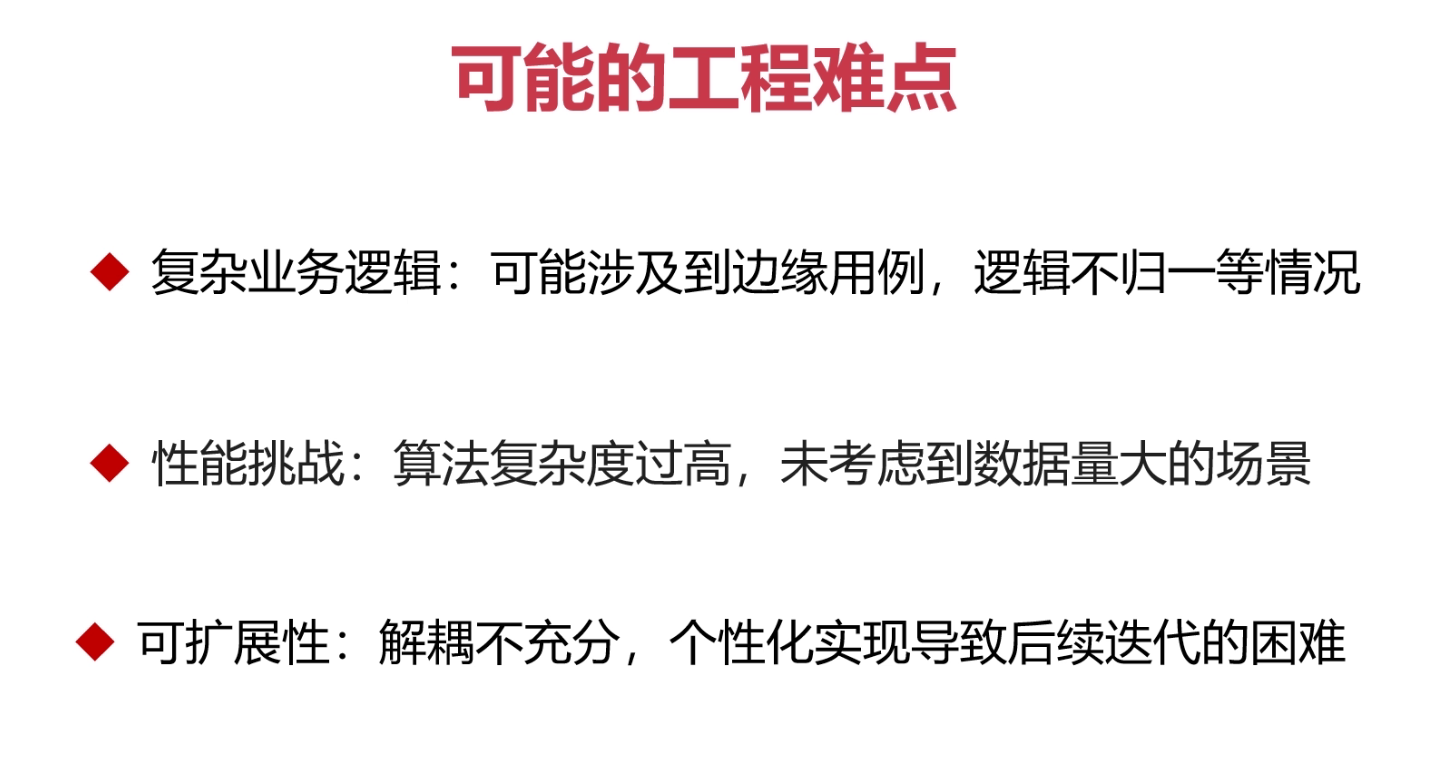 可能的工程难点
◆ 复杂业务逻辑：可能涉及到边缘用例，逻辑不归一等情况
◆ 性能挑战：算法复杂度过高，未考虑到数据量大的场景
◆ 可扩展性：解耦不充分，个性化实现导致后续迭代的困难